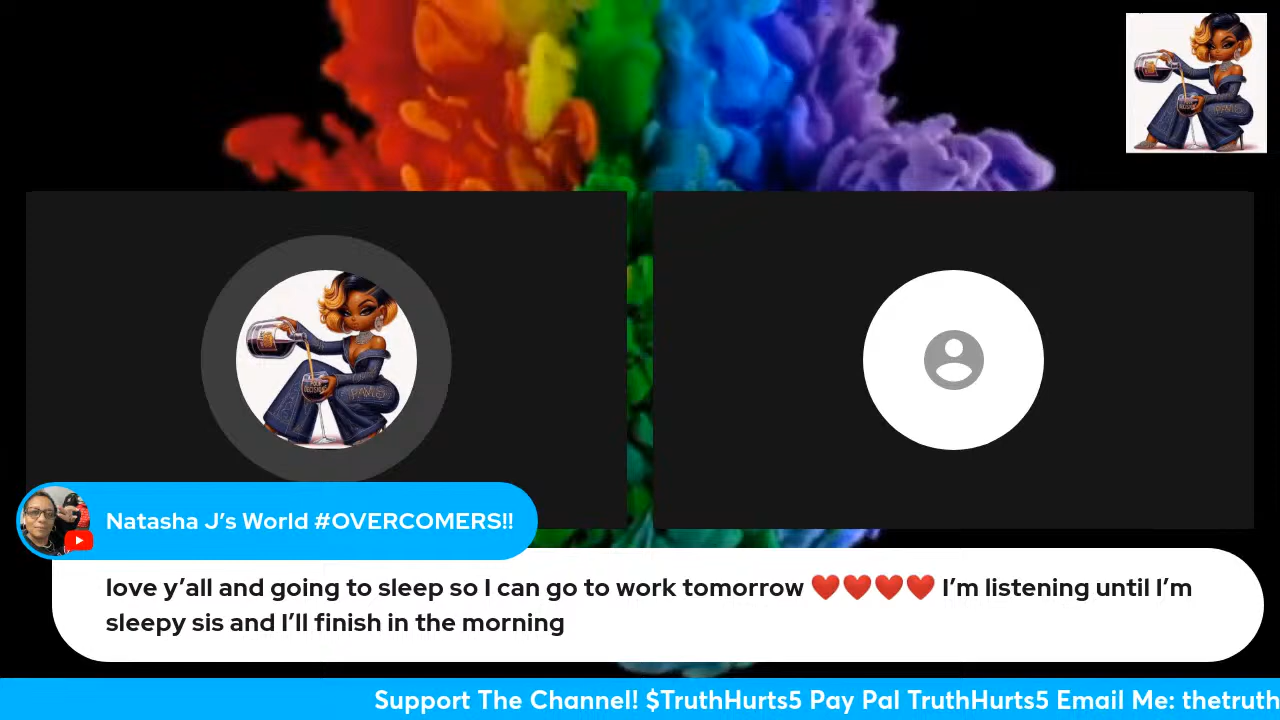 Natasha J’s World #OVERCOMERS!!
love y’all and going to sleep so I can go to work tomorrow ❤️❤️❤️❤️ I’m listening until I’m
sleepy sis and I’ll finish in the morning
Support The Channel! $TruthHurts5 Pay Pal TruthHurts5 Email Me: thetruth